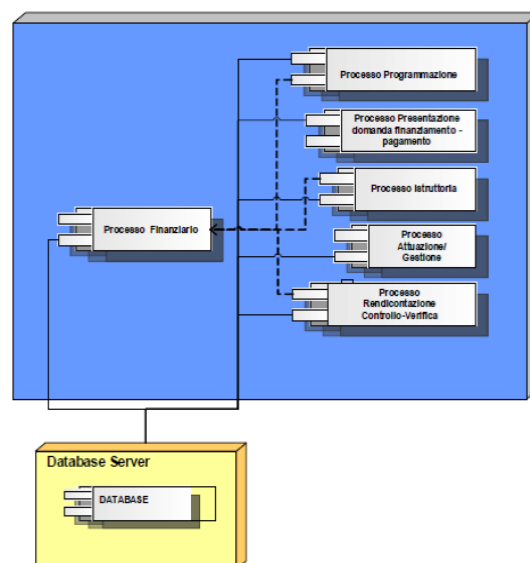 Processo Programmazione
Processo Presentazione
domanda finanziamento -
pagamento
Processo Istruttoria
Processo Finanziario
Processo
Attuazione/
Gestione
Processo
Rendicontazione
Controllo-Verifica
Database Server
DATABASE